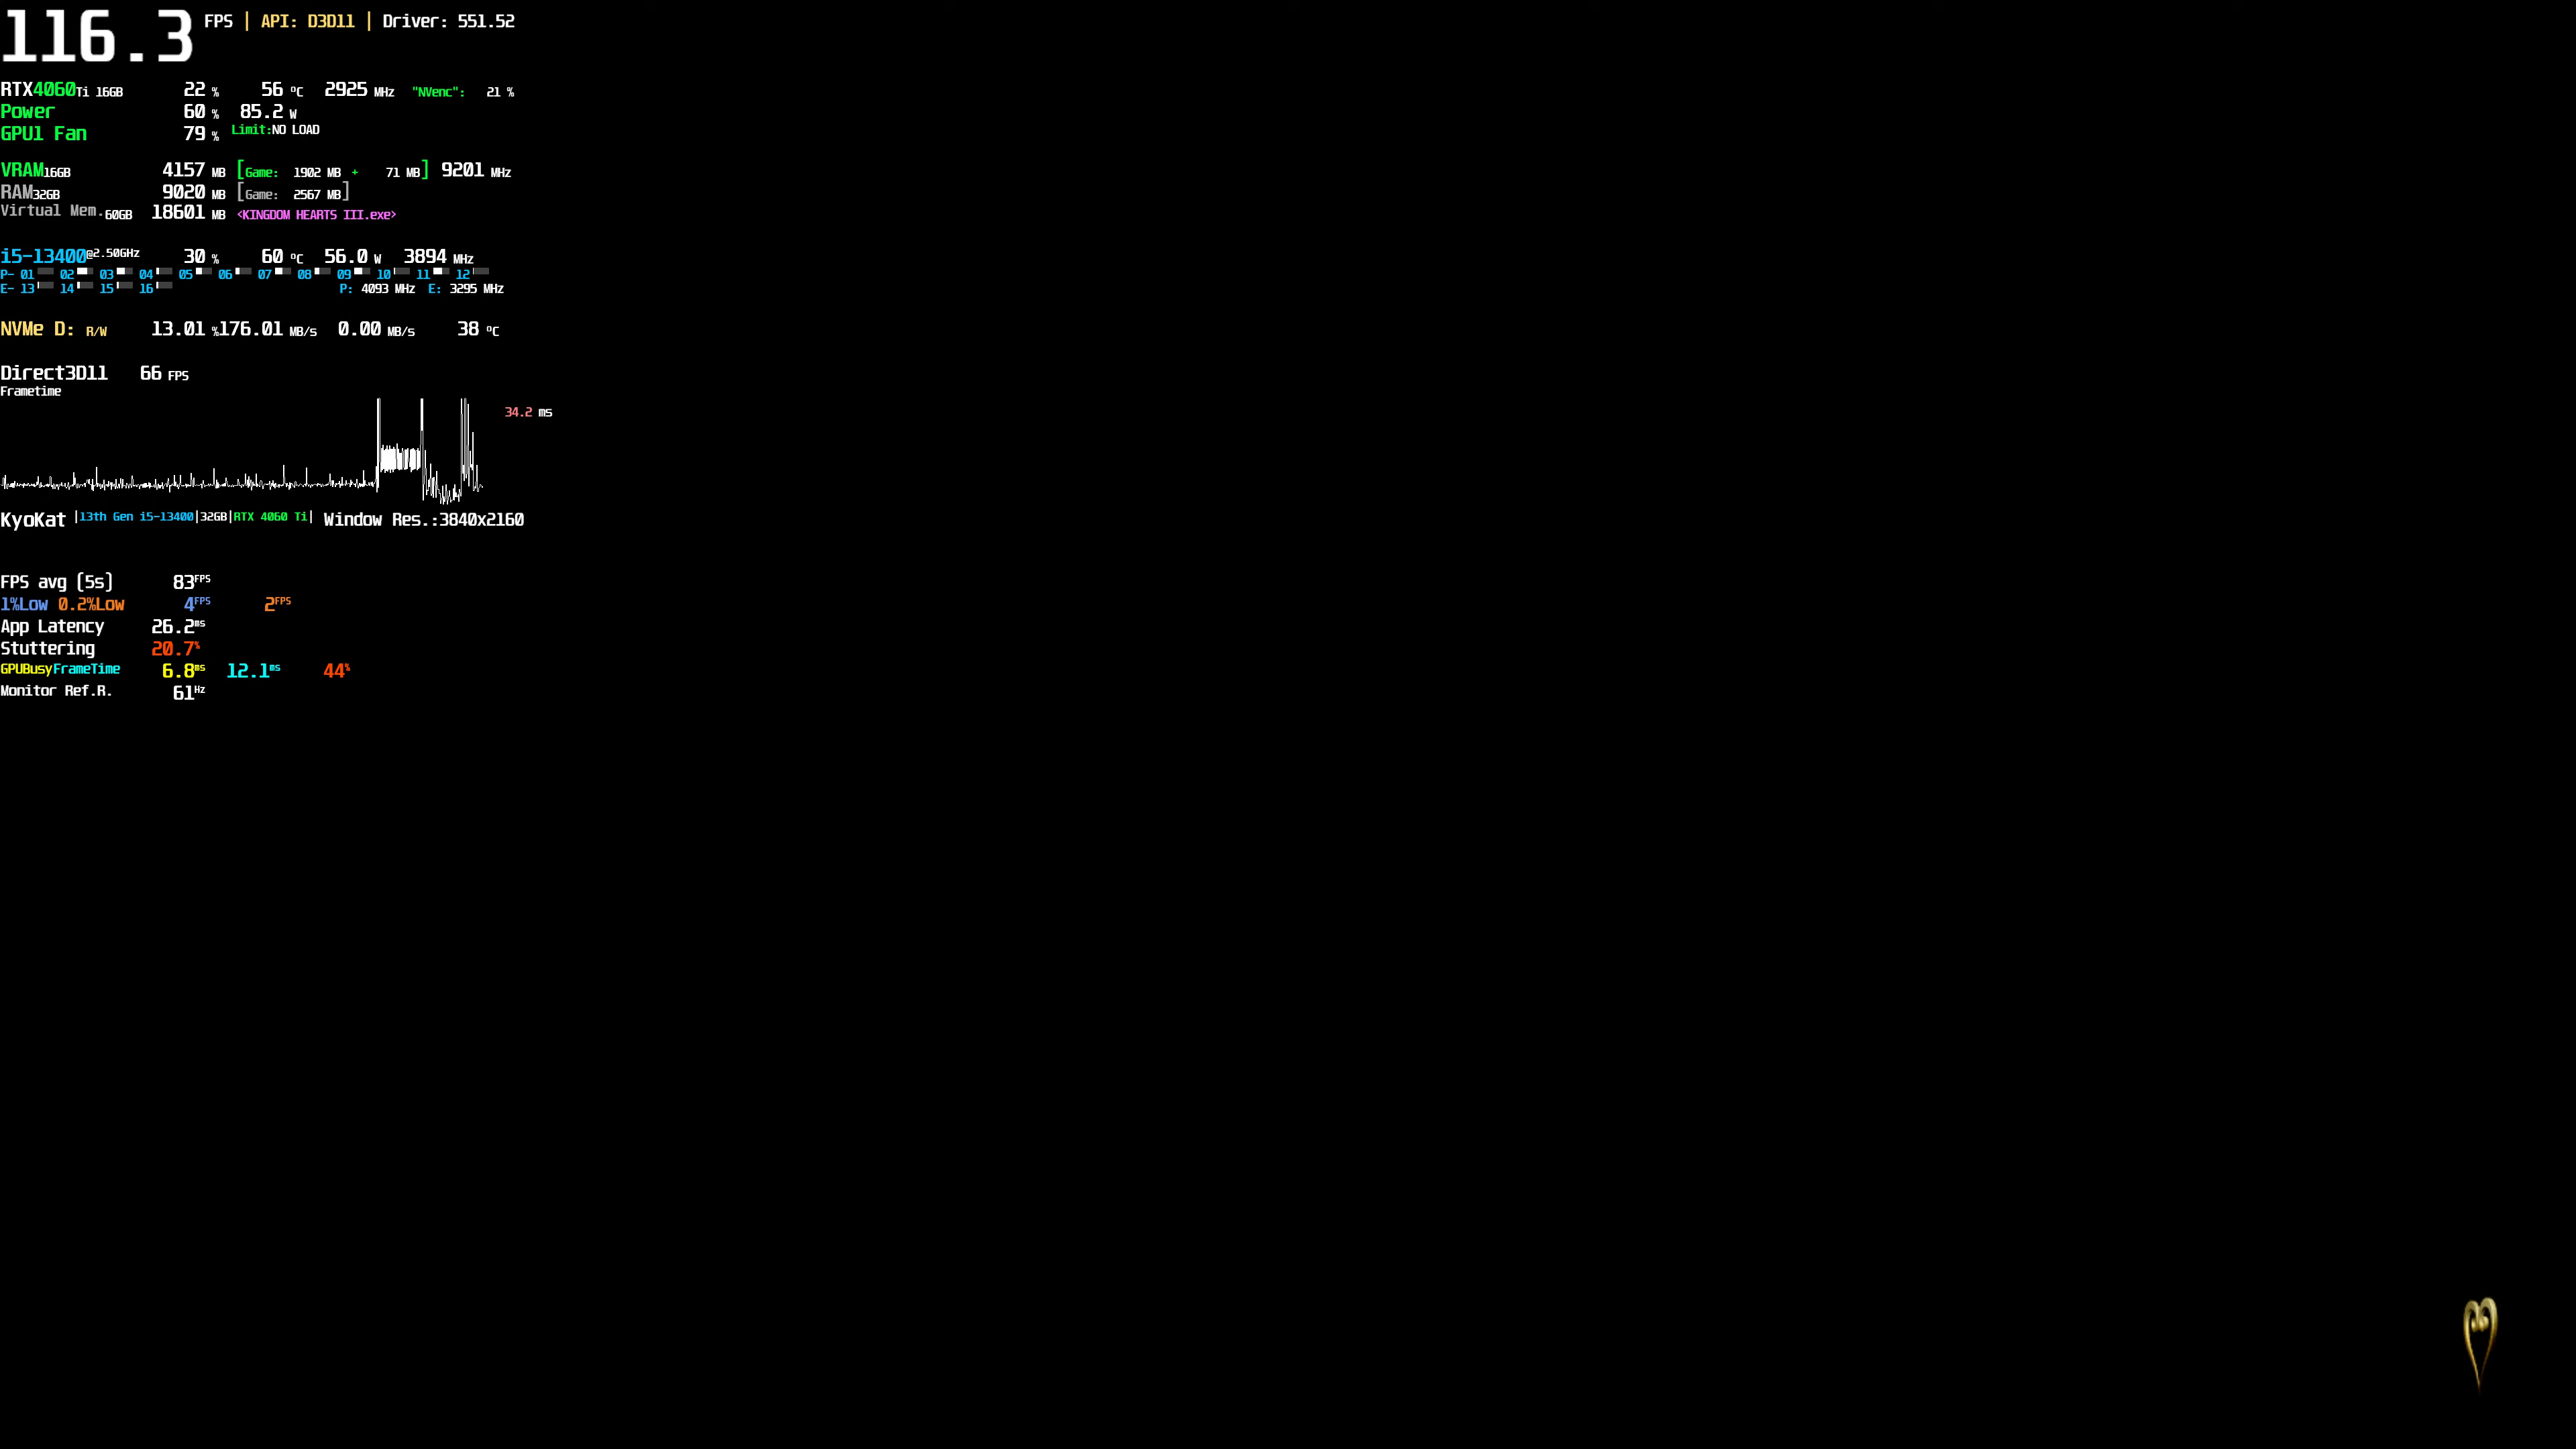 116.3 FPS | API: D3D11 | Driver: 551.52
RTX4060Ti 16GB 22 % 56 °C 2925 MHz "NVenc": 21 %
Power 60 % 85.2 W
GPU1 Fan 79 % Limit:NO LOAD
VRAM16GB 4157 MB [Game: 1902 MB + 71 MB] 9201 MHz
RAM32GB 9020 MB [Game: 2567 MB]
Virtual Mem.60GB 18601 MB <KINGDOM HEARTS III.exe>
i5-13400@2.50GHz 30 % 60 °C 56.0 W 3894 MHz
P- 01 02 03 04 05 06 07 08 09 10 11 12
E- 13 14 15 16 P: 4093 MHz E: 3295 MHz
NVMe D: R/W 13.01 %176.01 MB/s 0.00 MB/s 38 °C
Direct3D11 66 FPS
Frametime
34.2 ms
KyoKat |13th Gen i5-13400|32GB|RTX 4060 Ti| Window Res.:3840x2160
FPS avg (5s) 83FPS
1%Low 0.2%Low 4FPS 2FPS
App Latency 26.2ms
Stuttering 20.7%
GPUBusyFrameTime 6.8ms 12.1ms 44%
Monitor Ref.R. 61Hz